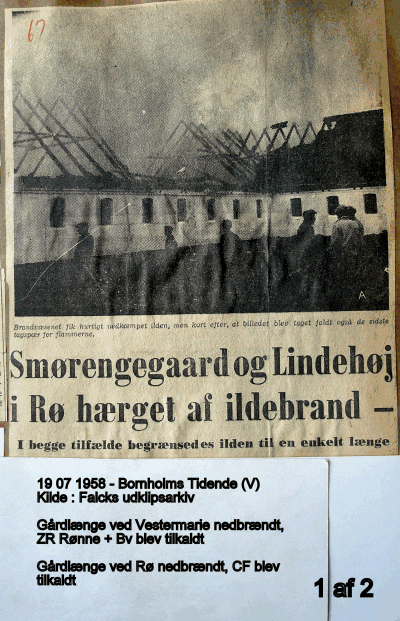 67
Brandvæsenet fik hurtigt nedkæmpet ilden, men kort efter, at billedet blev taget faldt også de sidste
tagspær for flammerne.
Smørengegaard og Lindehøj
i Rø hærget af ildebrand —
I begge tilfælde begrænsedes ilden til en enkelt længe
19 07 1958 - Bornholms Tidende (V)
Kilde : Falcks udklipsarkiv
Gårdlænge ved Vestermarie nedbrændt,
ZR Rønne + Bv blev tilkaldt
Gårdlænge ved Rø nedbrændt, CF blev
tilkaldt
1 af 2